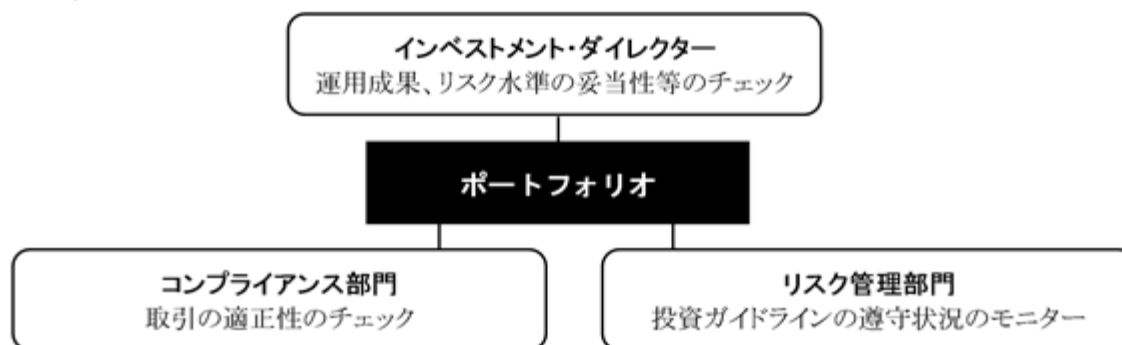 インベストメント・ダイレクター
運用成果、リスク水準の妥当性等のチェック
ポートフォリオ
コンプライアンス部門
取引の適正性のチェック
リスク管理部門
投資ガイドラインの遵守状況のモニター